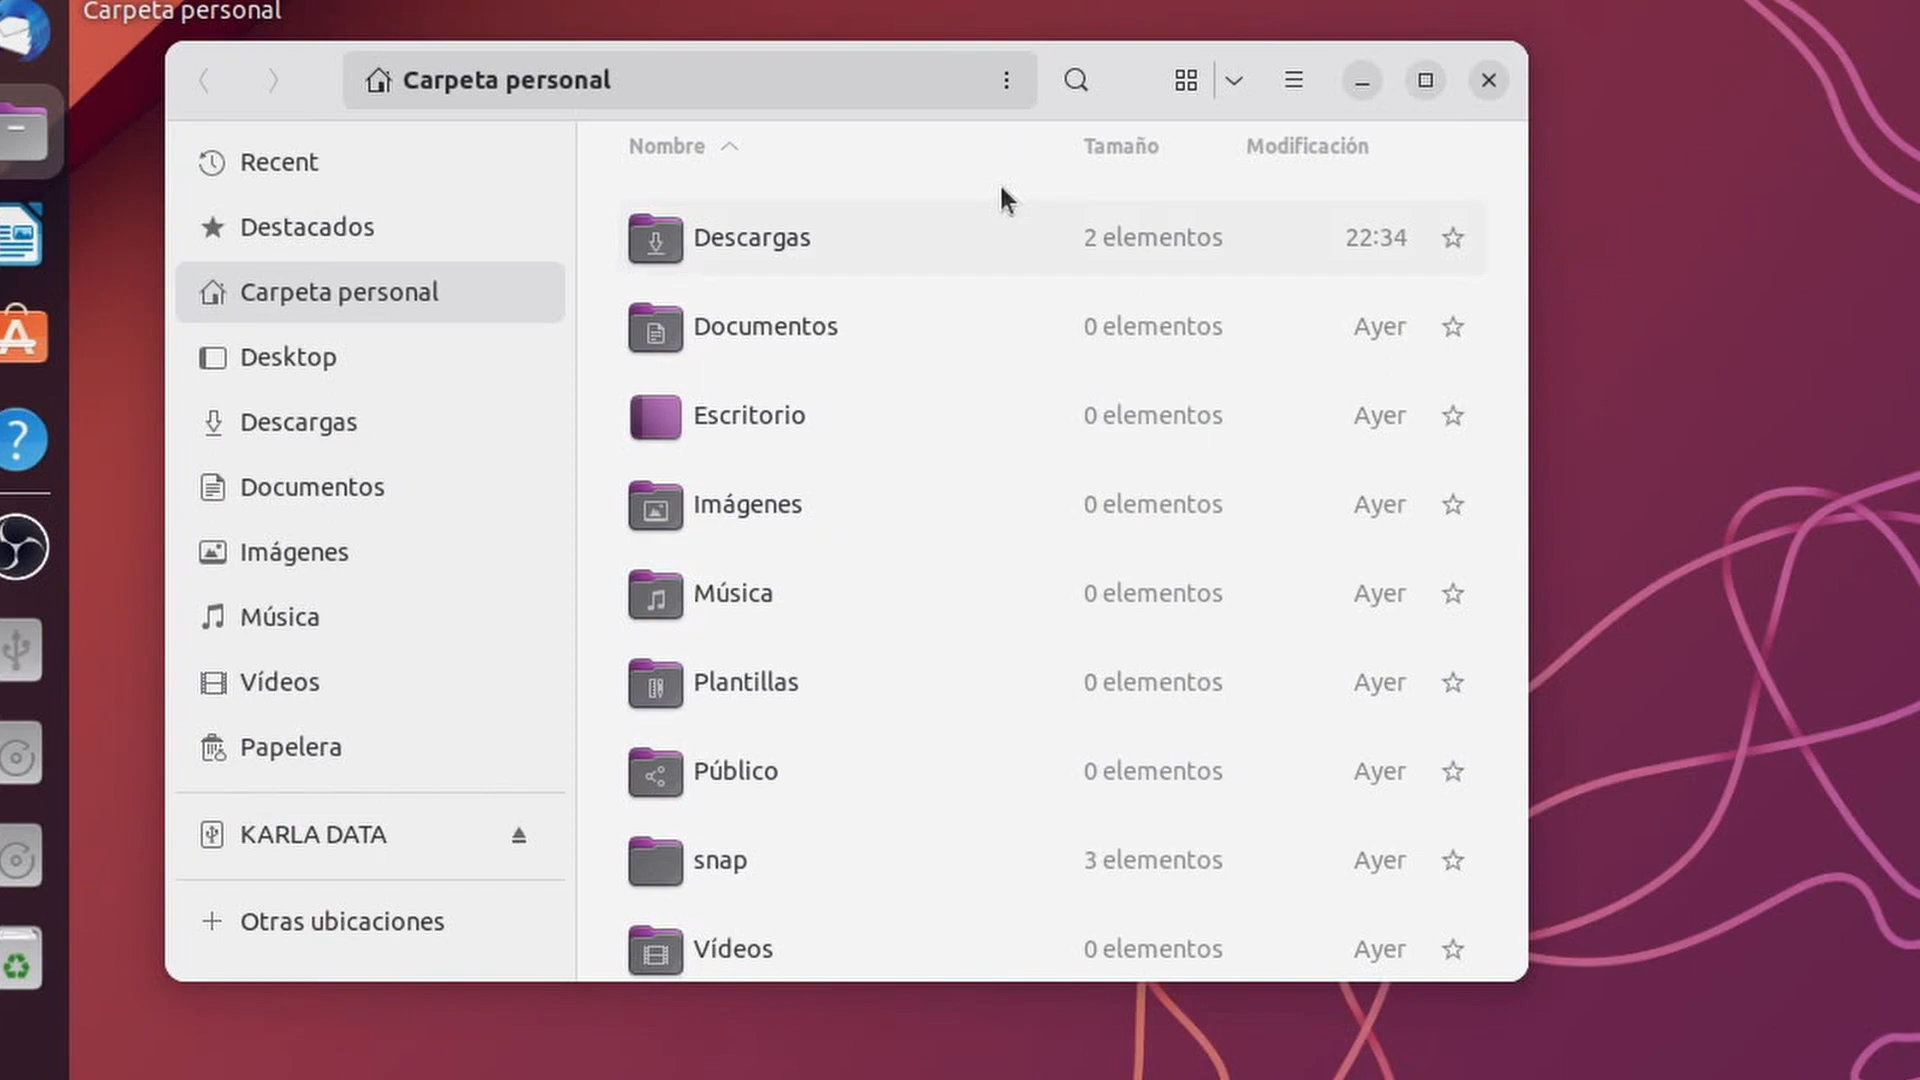 Carpeta personal
Carpeta personal
Recent
Destacados
Carpeta personal
Desktop
Descargas
Documentos
Imágenes
Música
Vídeos
Papelera
KARLA DATA
Otras ubicaciones
Nombre Tamaño Modificación
Descargas 2 elementos 22:34
Documentos 0 elementos Ayer
Escritorio 0 elementos Ayer
Imágenes 0 elementos Ayer
Música 0 elementos Ayer
Plantillas 0 elementos Ayer
Público 0 elementos Ayer
snap 3 elementos Ayer
Vídeos 0 elementos Ayer